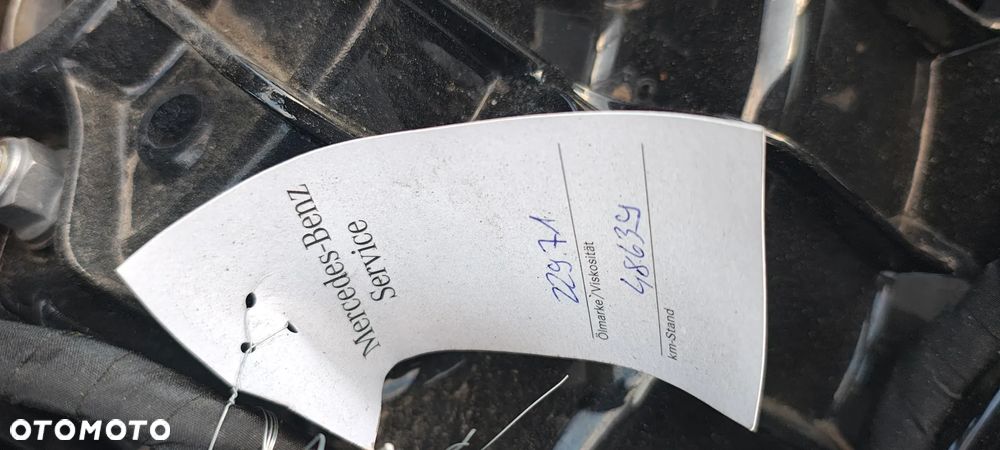 Mercedes-Benz
Service
229.71.
Ölmarke/Viskosität
48639
km-Stand
OTOMOTO